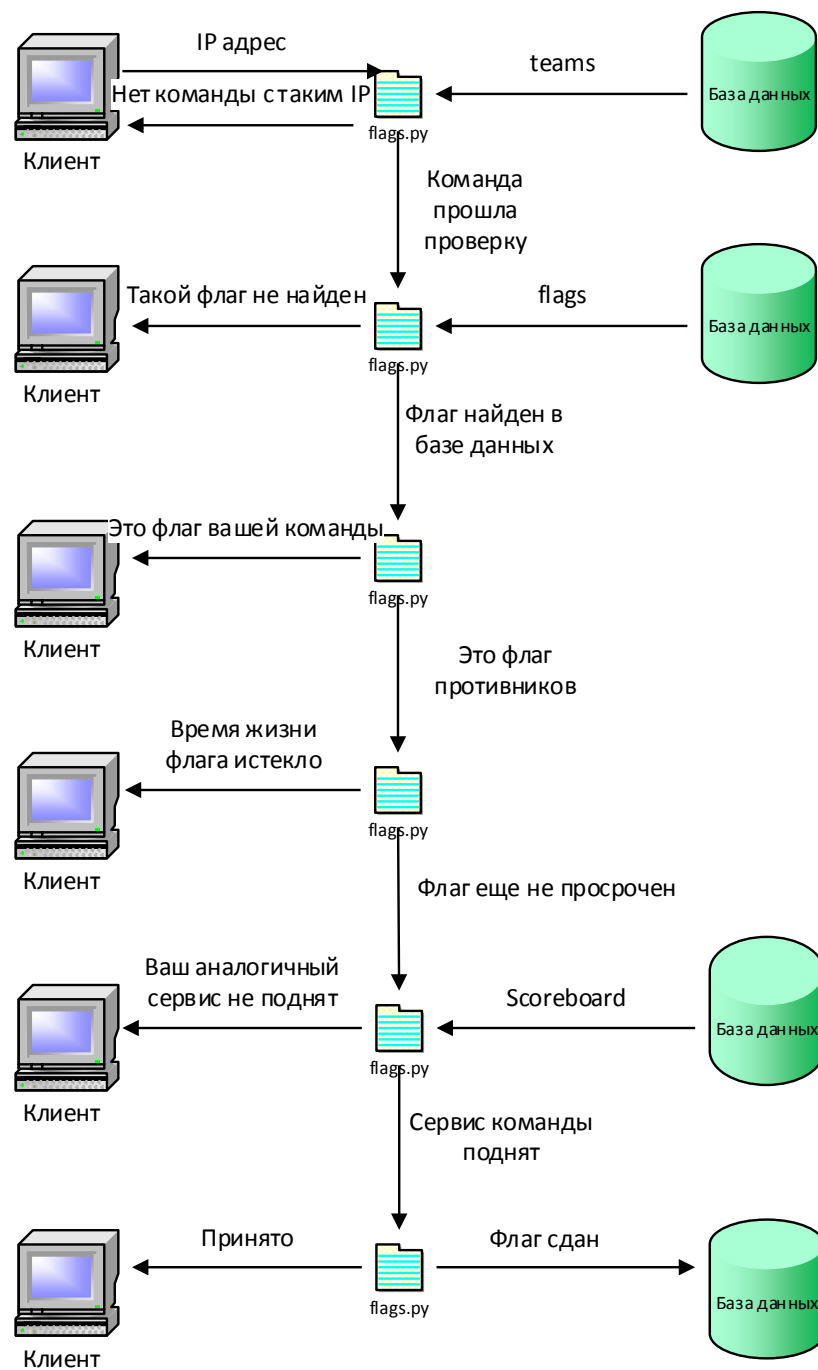 IP адрес
Нет команды с таким IP
teams
База данных
flags.py
Клиент
Команда
прошла
проверку
Такой флаг не найден
flags
База данных
flags.py
Клиент
Флаг найден в
базе данных
Это флаг вашей команды
flags.py
Клиент
Это флаг
противников
Время жизни
флага истекло
flags.py
Клиент
Флаг еще не просрочен
Ваш аналогичный
сервис не поднят
Scoreboard
База данных
flags.py
Клиент
Сервис команды
поднят
Принято
Флаг сдан
База данных
flags.py
Клиент